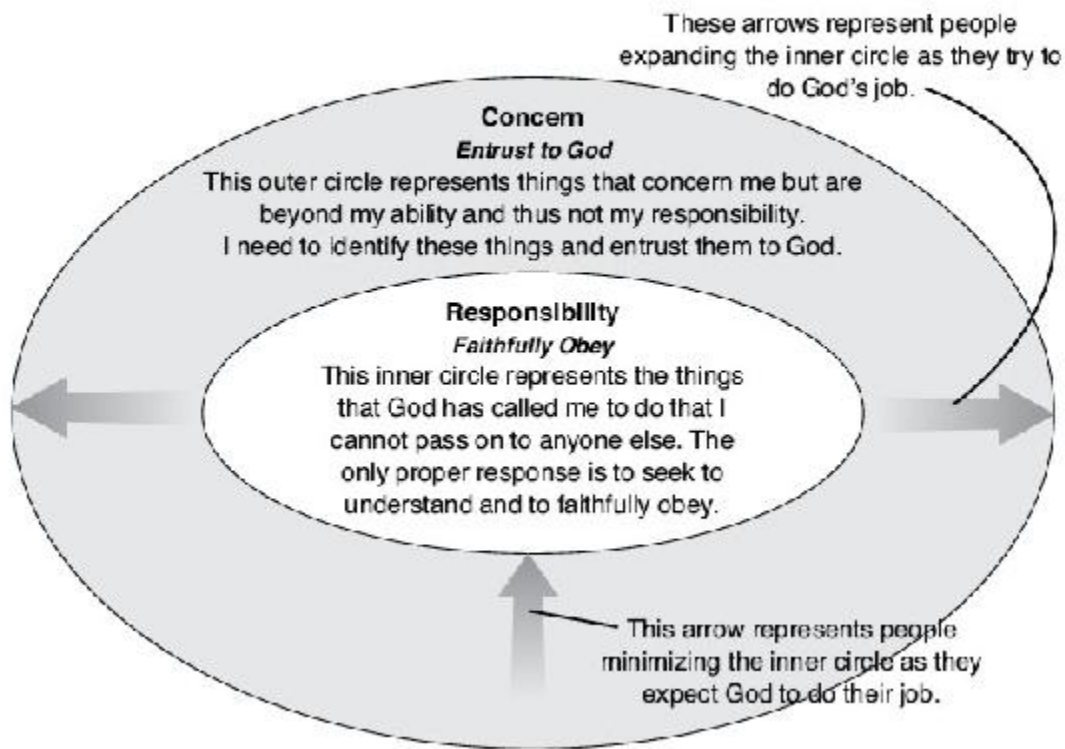 These arrows represent people
expanding the inner circle as they try to
do God's job.
Concern
Entrust to God
This outer circle represents things that concern me but are
beyond my ability and thus not my responsibility.
I need to identify these things and entrust them to God.
Responsibility
Faithfully Obey
This inner circle represents the things
that God has called me to do that I
cannot pass on to anyone else. The
only proper response is to seek to
understand and to faithfully obey.
This arrow represents people
minimizing the inner circle as they
expect God to do their job.